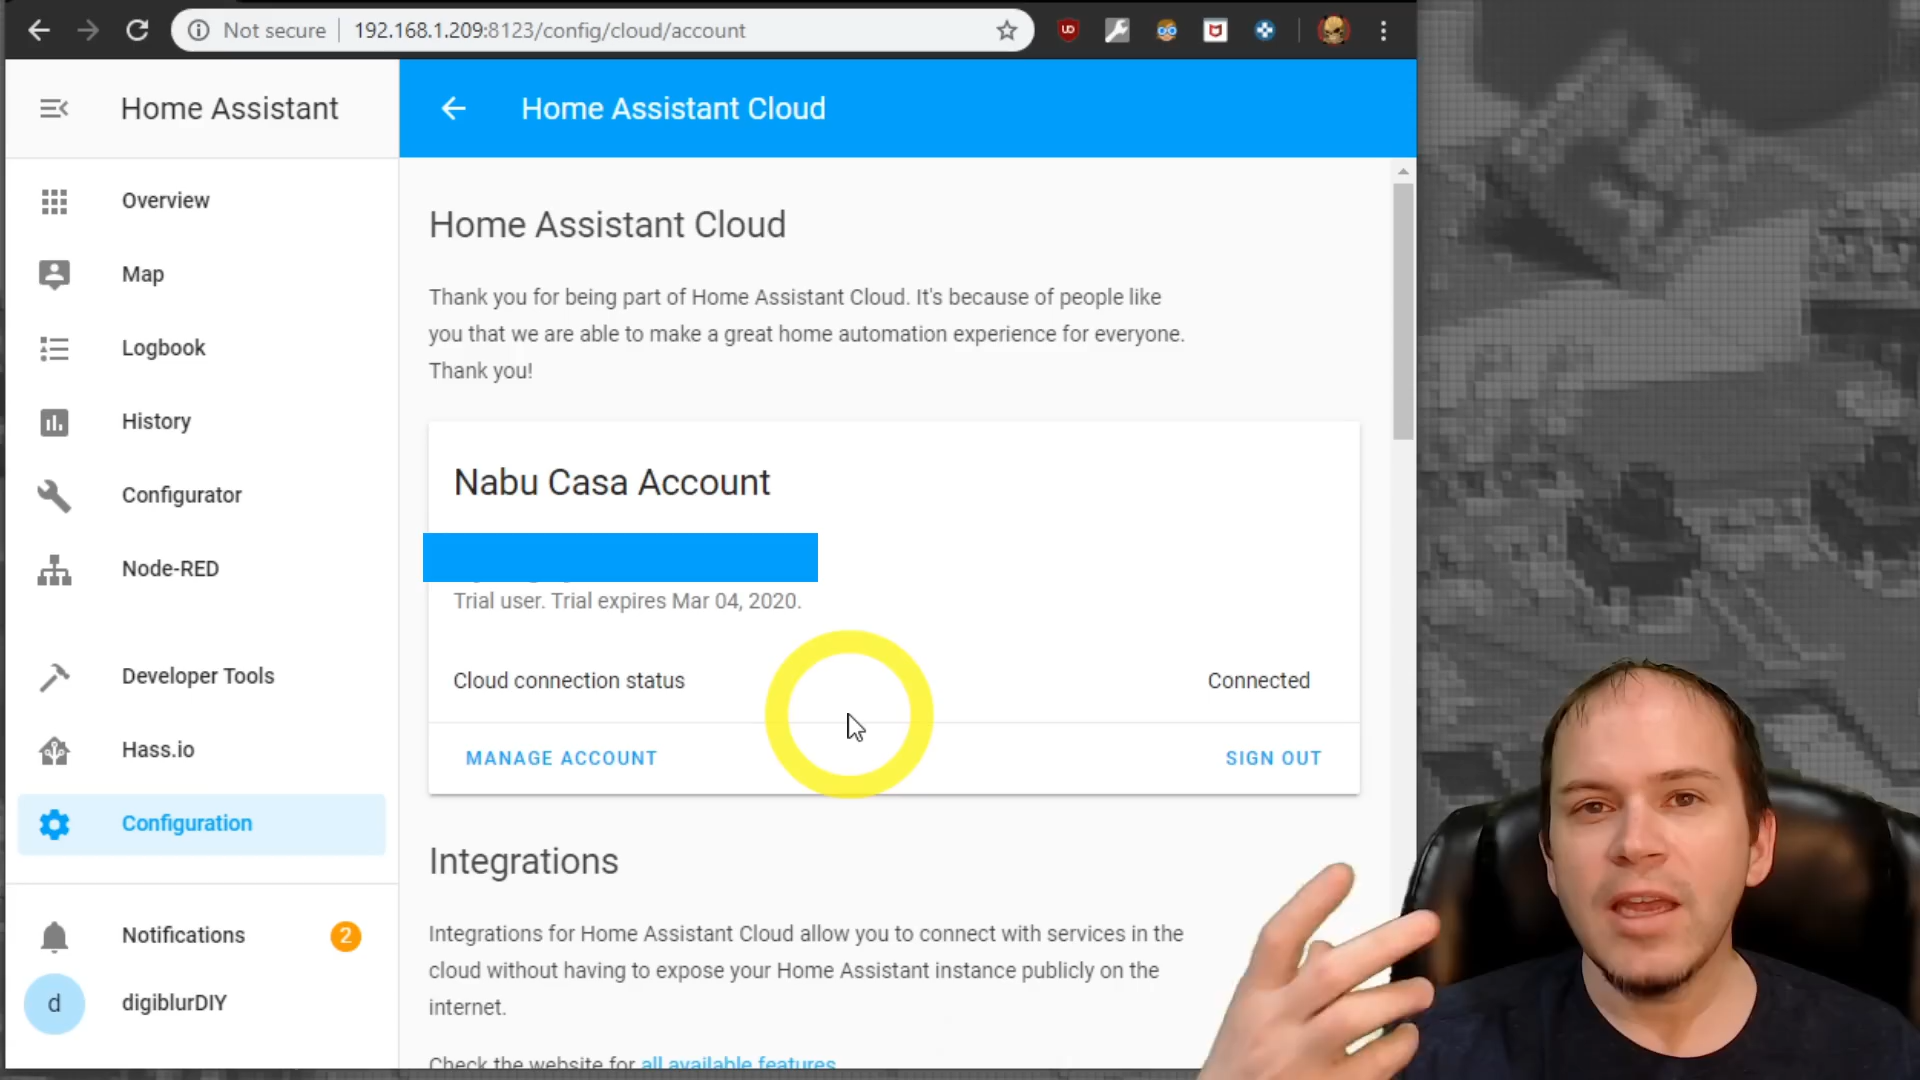 Not secure
192.168.1.209:8123/config/cloud/account
Home Assistant
Home Assistant Cloud
Overview
Map
Logbook
History
Configurator
Node-RED
Developer Tools
Hass.io
Configuration
Notifications
2
d
digiblurDIY
Home Assistant Cloud
Thank you for being part of Home Assistant Cloud. It's because of people like
you that we are able to make a great home automation experience for everyone.
Thank you!
Nabu Casa Account
Trial user. Trial expires Mar 04, 2020.
Cloud connection status
Connected
MANAGE ACCOUNT
SIGN OUT
Integrations
Integrations for Home Assistant Cloud allow you to connect with services in the
cloud without having to expose your Home Assistant instance publicly on the
internet.
Check the website for all available features